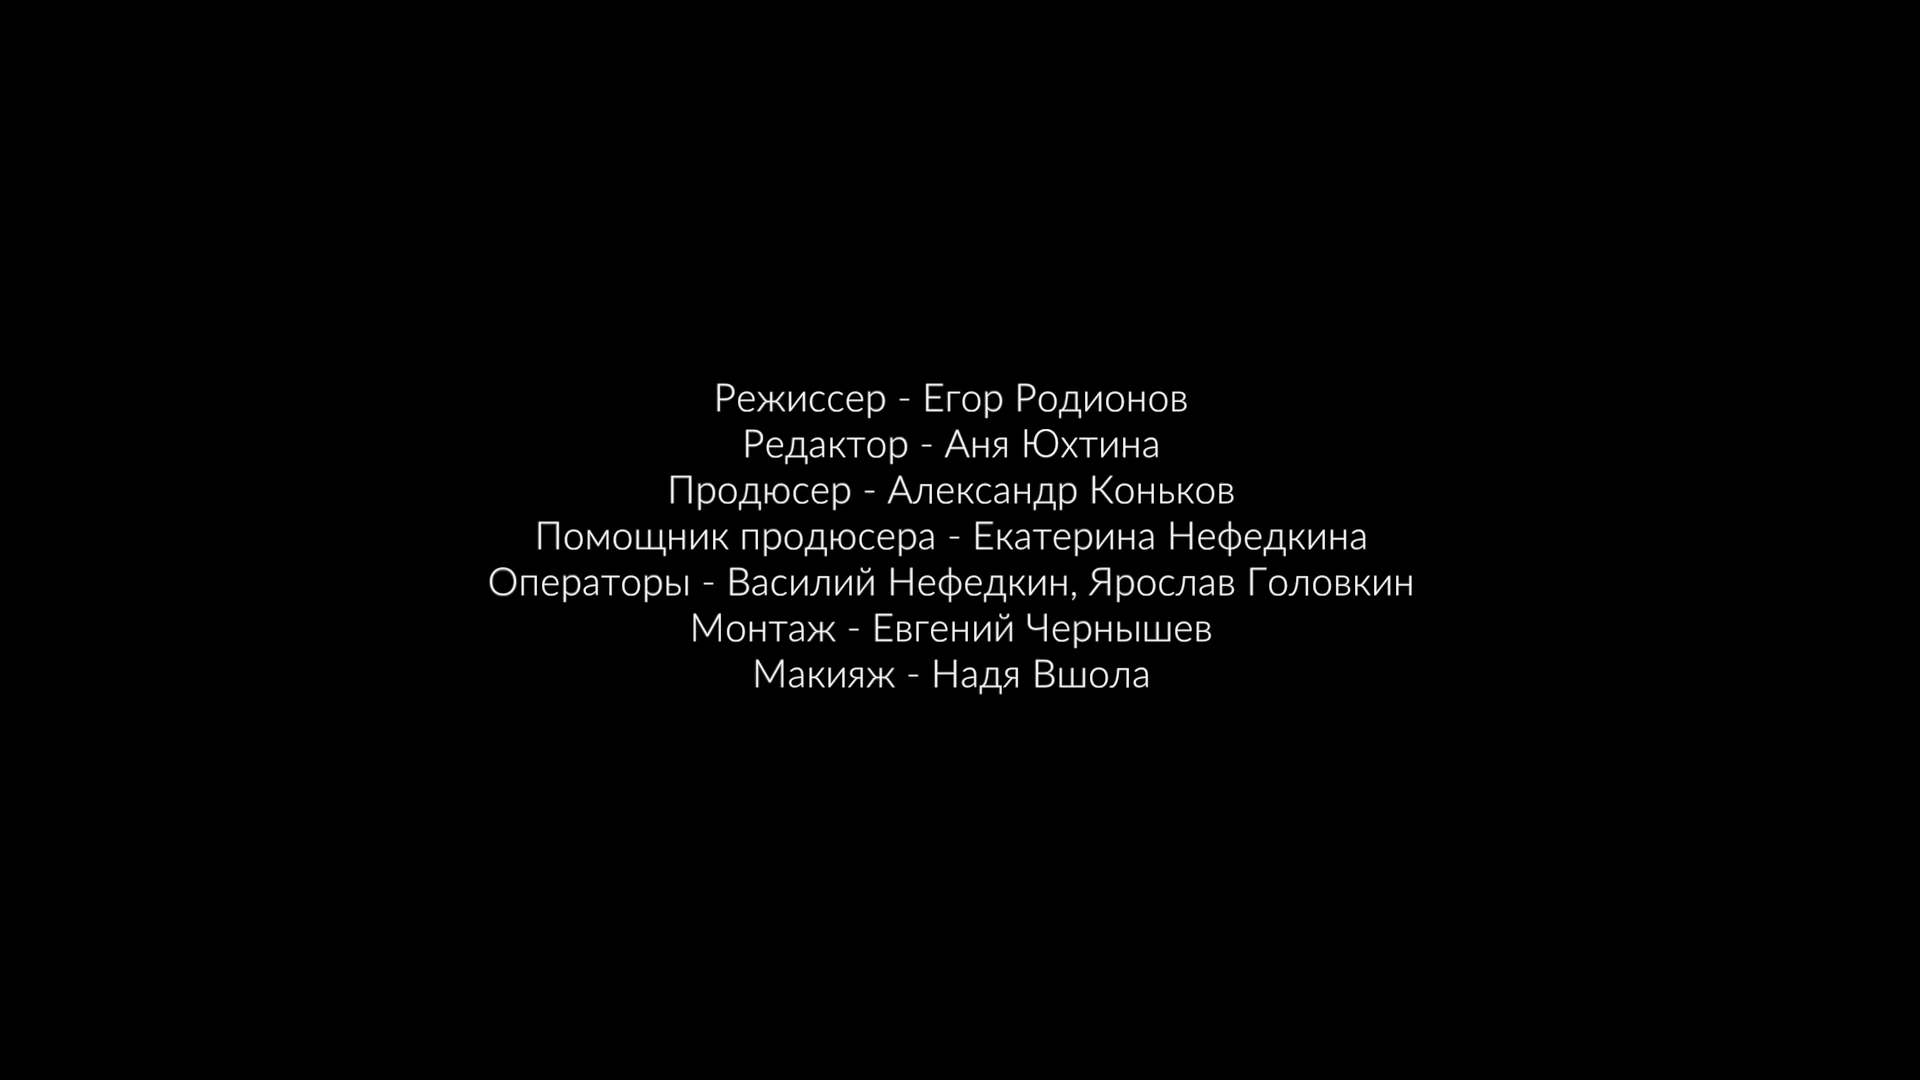 Режиссер - Егор Родионов
Редактор - Аня Юхтина
Продюсер - Александр Коньков
Помощник продюсера - Екатерина Нефедкина
Операторы - Василий Нефедкин, Ярослав Головкин
Монтаж - Евгений Чернышев
Макияж - Надя Вшола